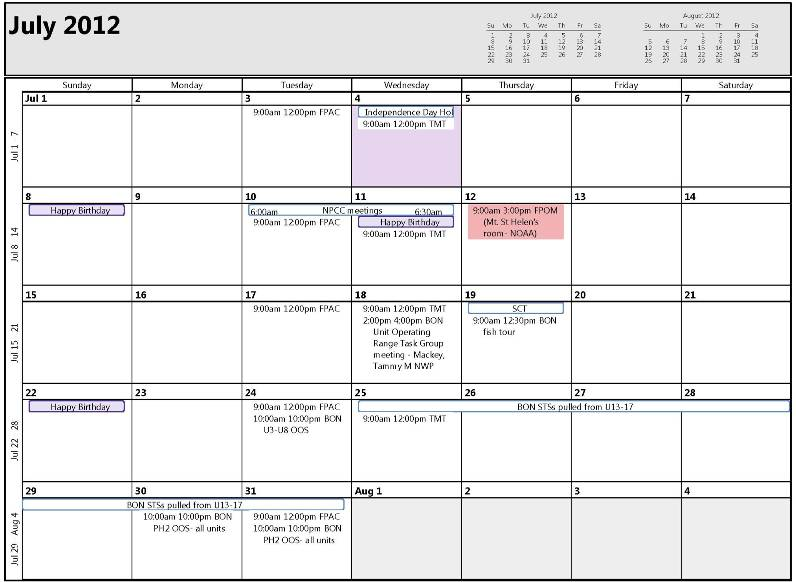 July 2012
July 2012
Su Mo Tu We Th Fr Sa
1 2 3 4 5 6 7
8 9 10 11 12 13 14
15 16 17 18 19 20 21
22 23 24 25 26 27 28
29 30 31
August 2012
Su Mo Tu We Th Fr Sa
1 2 3 4
5 6 7 8 9 10 11
12 13 14 15 16 17 18
19 20 21 22 23 24 25
26 27 28 29 30 31
Sunday Monday Tuesday Wednesday Thursday Friday Saturday
Jul 1 7
Jul 1 2 3 4 5 6 7
9:00am 12:00pm FPAC
Independence Day Hol
9:00am 12:00pm TMT
Jul 8 14
8 9 10 11 12 13 14
Happy Birthday
6:00am NPCC meetings 6:30am
9:00am 12:00pm FPAC
Happy Birthday
9:00am 12:00pm TMT
9:00am 3:00pm FPOM
(Mt. St Helen's
room - NOAA)
Jul 15 21
15 16 17 18 19 20 21
9:00am 12:00pm FPAC
9:00am 12:00pm TMT
2:00pm 4:00pm BON
Unit Operating
Range Task Group
meeting - Mackey,
Tammy M NWP
SCT
9:00am 12:30pm BON
fish tour
Jul 22 28
22 23 24 25 26 27 28
Happy Birthday
9:00am 12:00pm FPAC
10:00am 10:00pm BON
U3-U8 OOS
BON STSs pulled from U13-17
9:00am 12:00pm TMT
Jul 29 Aug 4
29 30 31 Aug 1 2 3 4
BON STSs pulled from U13-17
10:00am 10:00pm BON
PH2 OOS- all units
9:00am 12:00pm FPAC
10:00am 10:00pm BON
PH2 OOS- all units